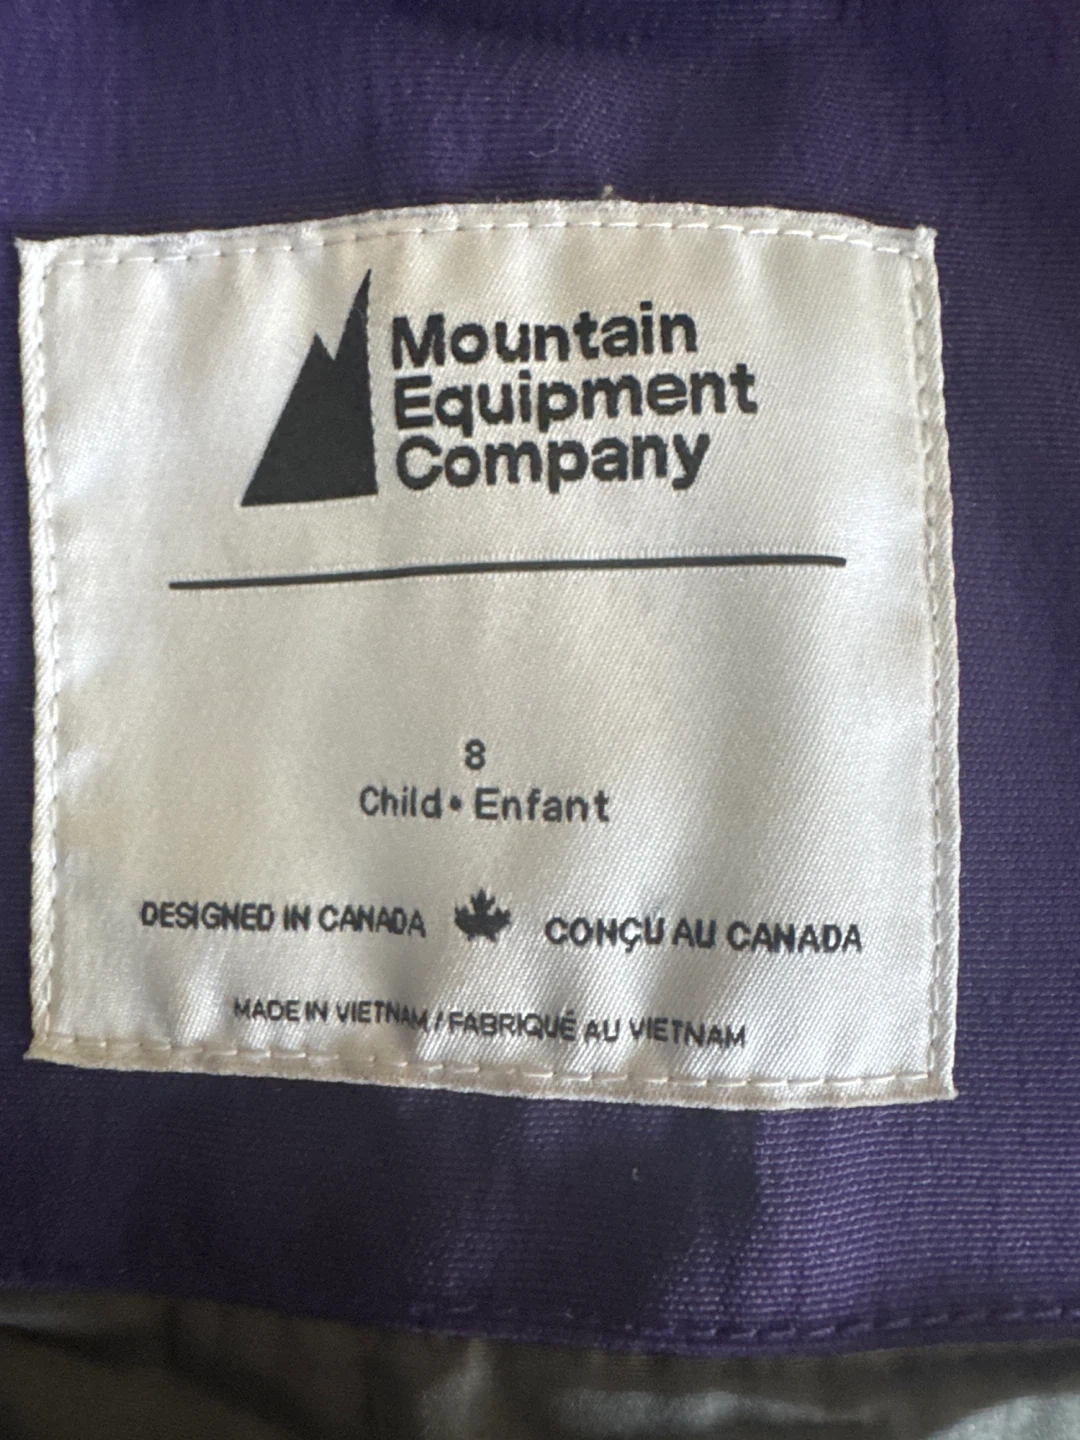 Mountain
Equipment
Company
8
Child • Enfant
DESIGNED IN CANADA CONÇU AU CANADA
MADE IN VIETNAM / FABRIQUÉ AU VIETNAM